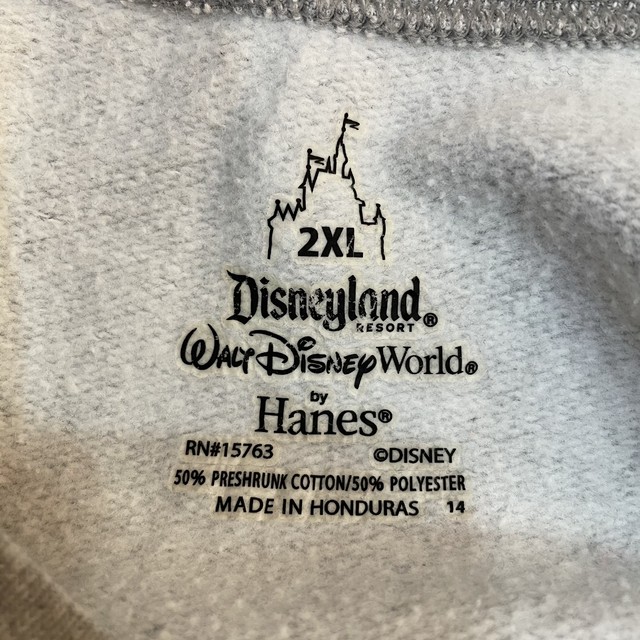 2XL
Disneyland®
RESORT
WALT DISNEY World®
by
Hanes®
RN#15763 ©DISNEY
50% PRESHRUNK COTTON/50% POLYESTER
MADE IN HONDURAS 14